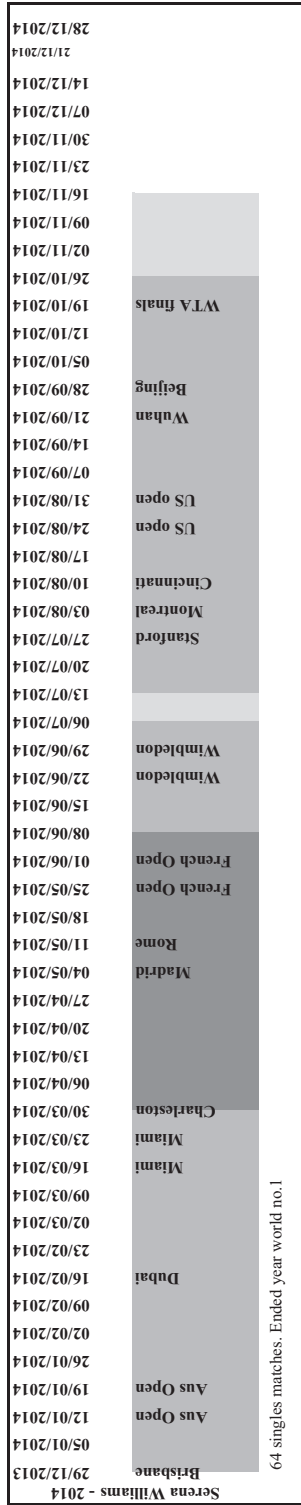 Serena Williams - 2014
29/12/2013 Brisbane
05/01/2014
12/01/2014 Aus Open
19/01/2014 Aus Open
26/01/2014
02/02/2014
09/02/2014
16/02/2014 Dubai
23/02/2014
02/03/2014
09/03/2014
16/03/2014 Miami
23/03/2014 Miami
30/03/2014 Charleston
06/04/2014
13/04/2014
20/04/2014
27/04/2014
04/05/2014 Madrid
11/05/2014 Rome
18/05/2014
25/05/2014 French Open
01/06/2014 French Open
08/06/2014
15/06/2014
22/06/2014 Wimbledon
29/06/2014 Wimbledon
06/07/2014
13/07/2014
20/07/2014
27/07/2014 Stanford
03/08/2014 Montreal
10/08/2014 Cincinnati
17/08/2014
24/08/2014 US open
31/08/2014 US open
07/09/2014
14/09/2014
21/09/2014 Wuhan
28/09/2014 Beijing
05/10/2014
12/10/2014
19/10/2014 WTA finals
26/10/2014
02/11/2014
09/11/2014
16/11/2014
23/11/2014
30/11/2014
07/12/2014
14/12/2014
21/12/2014
28/12/2014
64 singles matches. Ended year world no.1